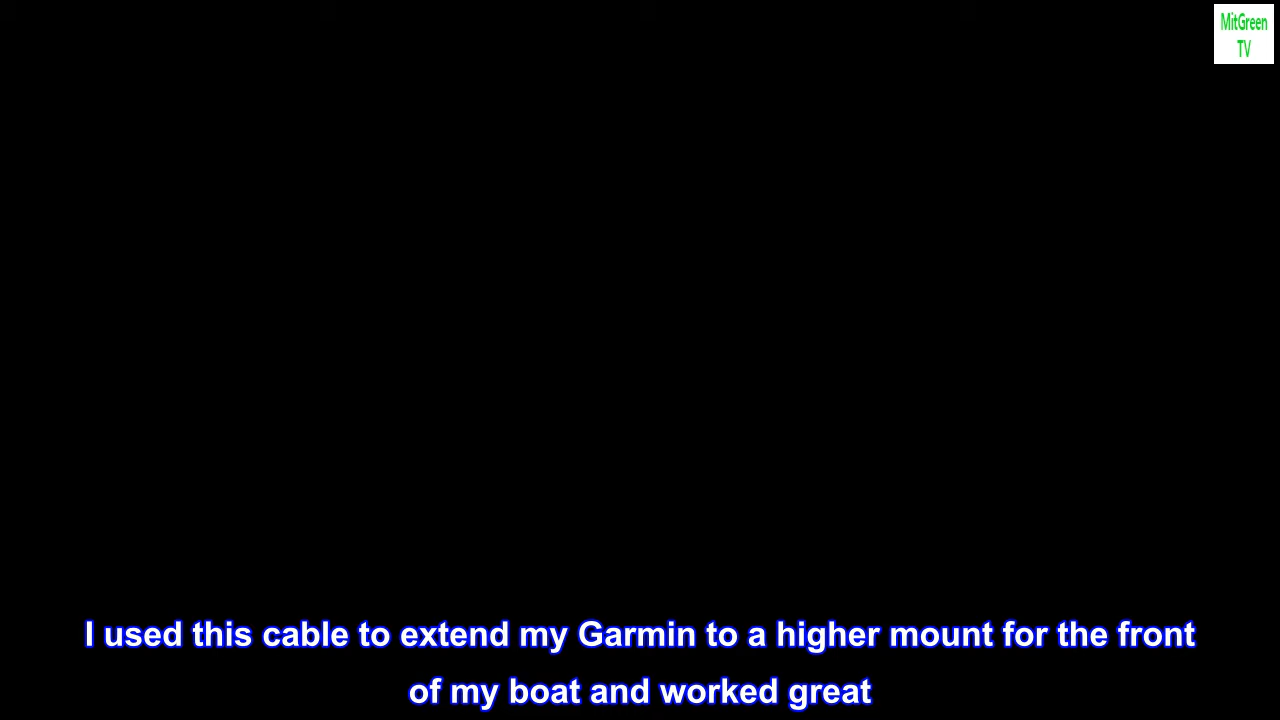 MitGreen
TV
I used this cable to extend my Garmin to a higher mount for the front
of my boat and worked great